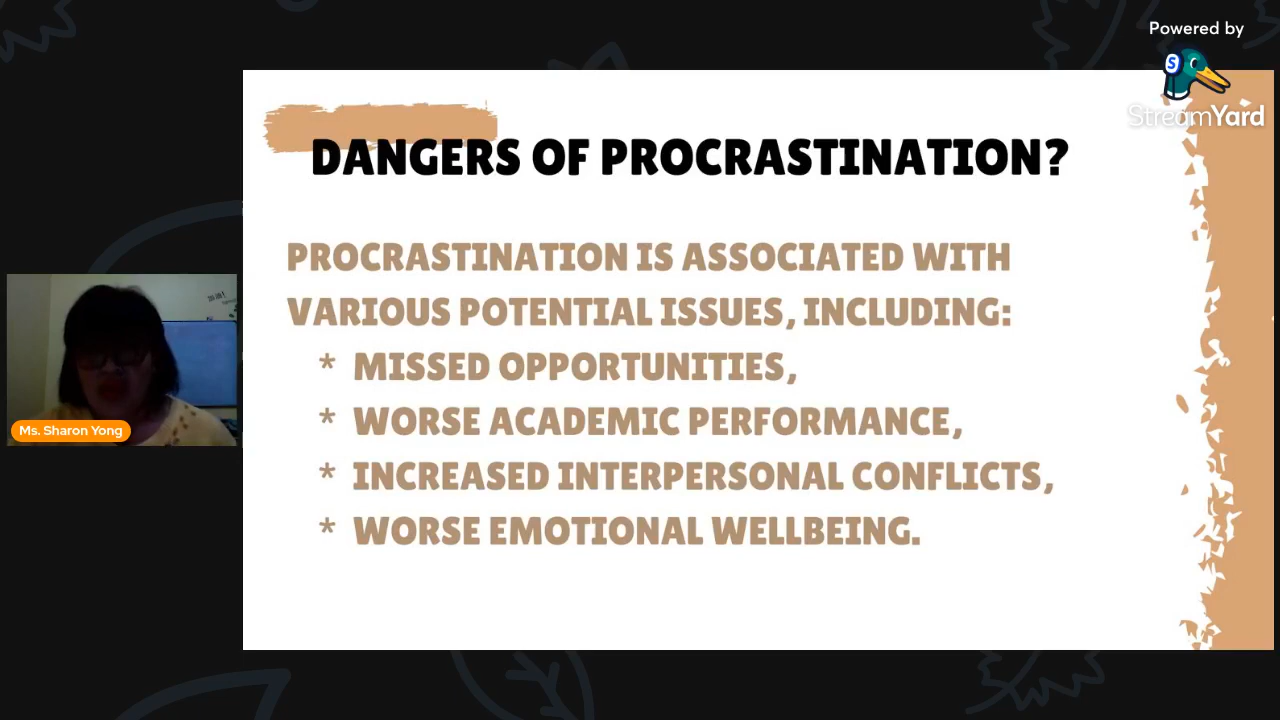 Powered by
StreamYard
DANGERS OF PROCRASTINATION?
PROCRASTINATION IS ASSOCIATED WITH
VARIOUS POTENTIAL ISSUES, INCLUDING:
* MISSED OPPORTUNITIES,
* WORSE ACADEMIC PERFORMANCE,
* INCREASED INTERPERSONAL CONFLICTS,
* WORSE EMOTIONAL WELLBEING.
Ms. Sharon Yong